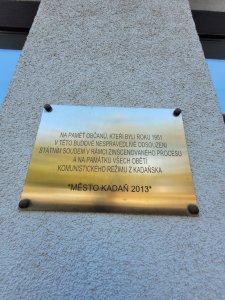 NA PAMĚŤ OBČANŮ, KTEŘÍ BYLI ROKU 1951
V TÉTO BUDOVĚ NESPRAVEDLIVĚ ODSOUZENI
STÁTNÍM SOUDEM V RÁMCI ZINSCENOVANÉHO PROCESU
A NA PAMÁTKU VŠECH OBĚTÍ
KOMUNISTICKÉHO REŽIMU Z KADAŇSKA
"MĚSTO KADAŇ 2013"